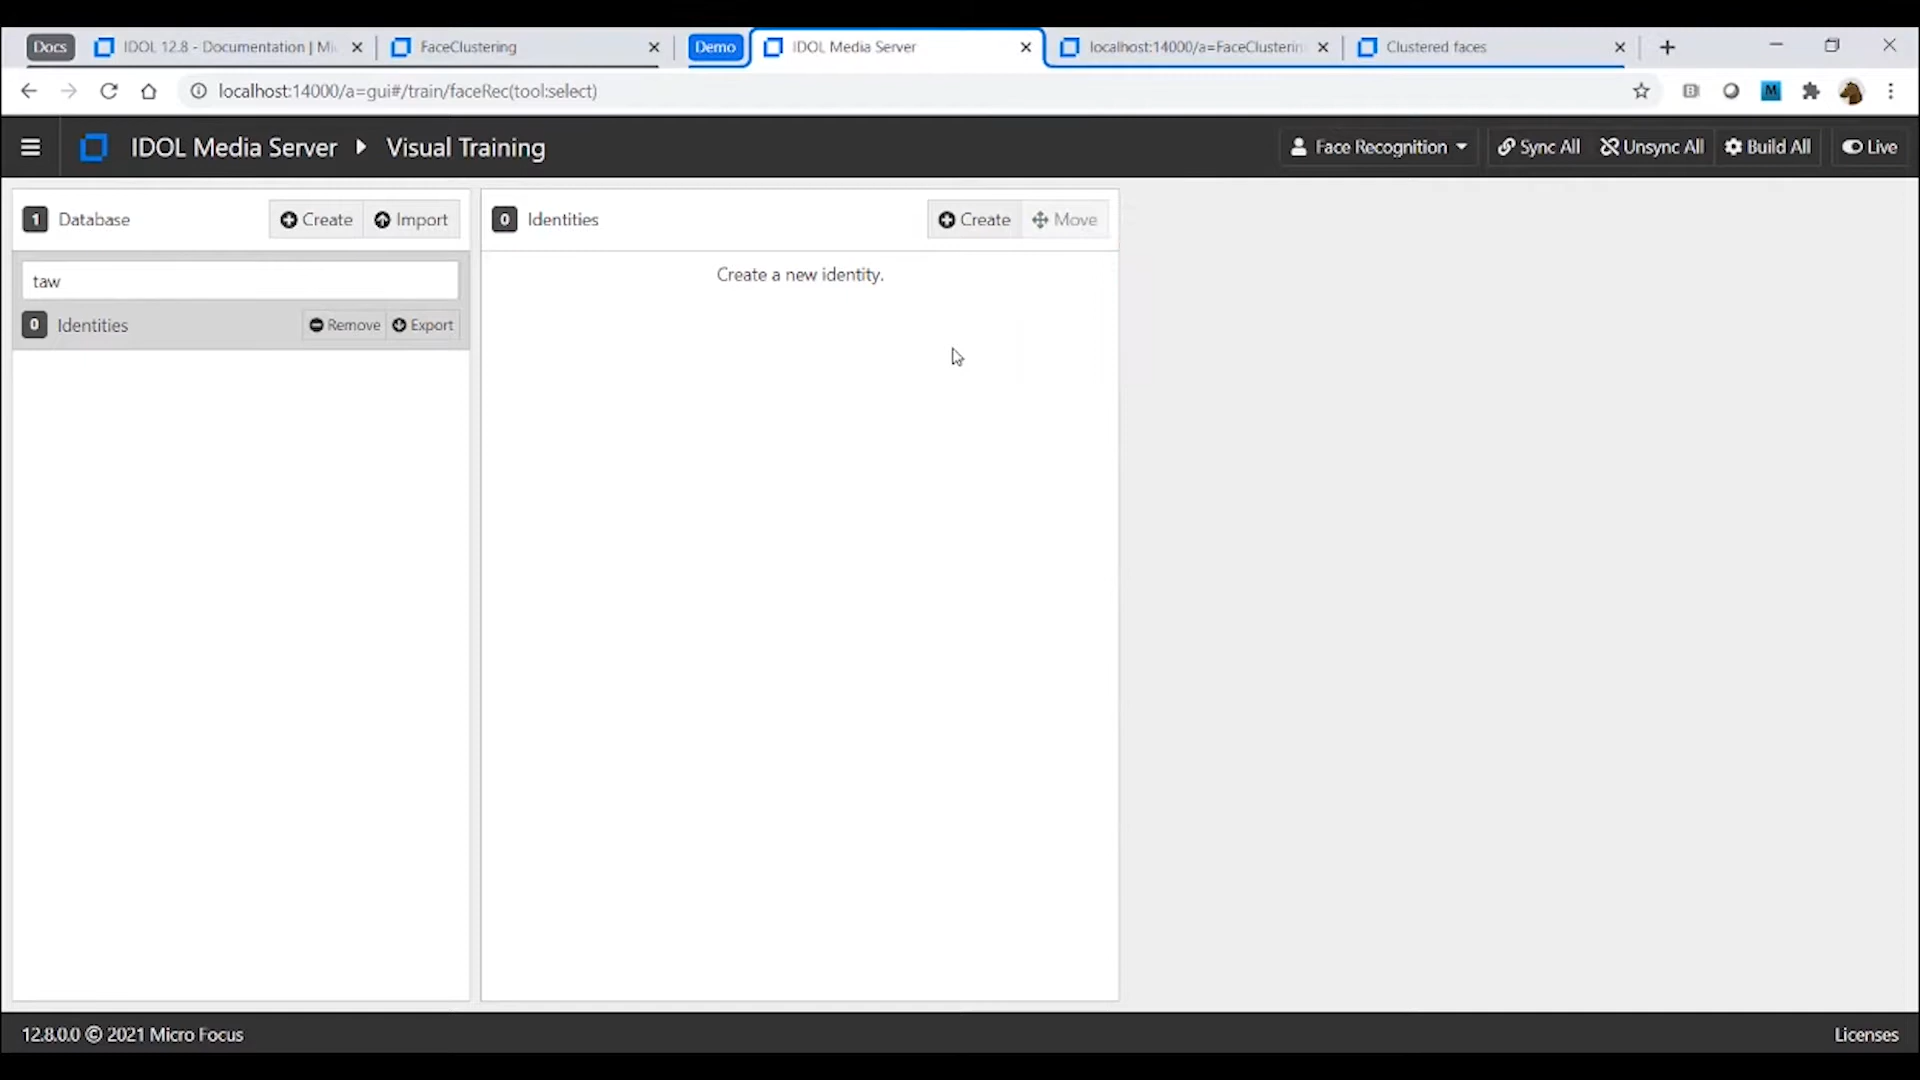 Docs IDOL 12.8 - Documentation | Mi FaceClustering Demo IDOL Media Server localhost:14000/a=FaceClusterin Clustered faces
localhost:14000/a=gui#/train/faceRec(tool:select)
IDOL Media Server Visual Training Face Recognition Sync All Unsync All Build All Live
1 Database Create Import 0 Identities Create Move
taw
Create a new identity.
0 Identities Remove Export
12.8.0.0 © 2021 Micro Focus Licenses